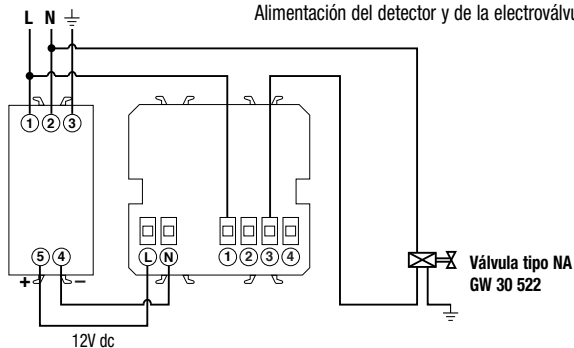 Alimentación del detector y de la electroválvu
L N
1 2 3
5 4
+ −
L N 1 2 3 4
12V dc
Válvula tipo NA
GW 30 522